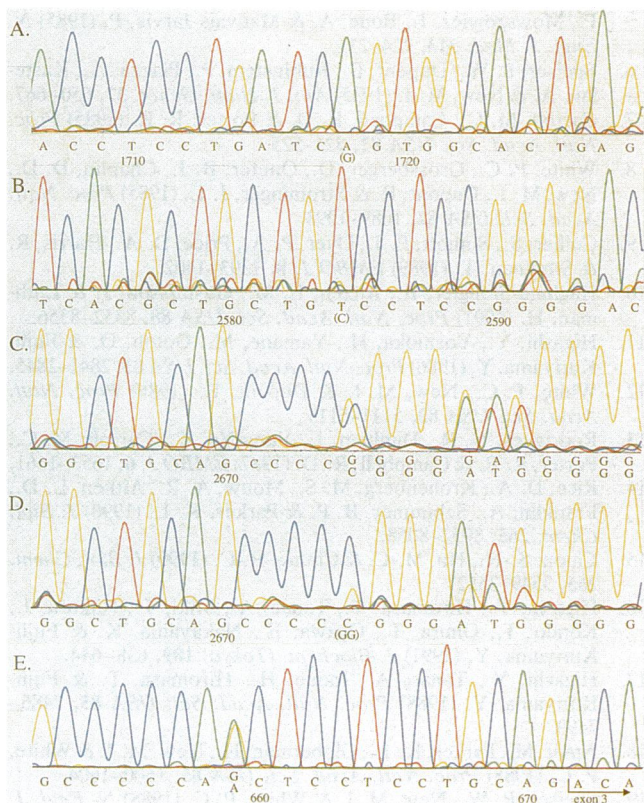 A.
A C C T C C T G A T C C G T G G C A C T G A G
1710 (G) 1720
B.
T C A C G C T G C T G T C C T C C G G G G A C
2580 (C) 2590
C.
G G C T G C A G C C C C G G G G A T G G G G G
2670 C G G G G A T G G G G
D.
G G C T G C A G C C C C C G G G G A T G G G G
2670 (GG)
E.
G C C C C C A G C T C T T T C C T G C A G A C A
A
660 670 exon 3